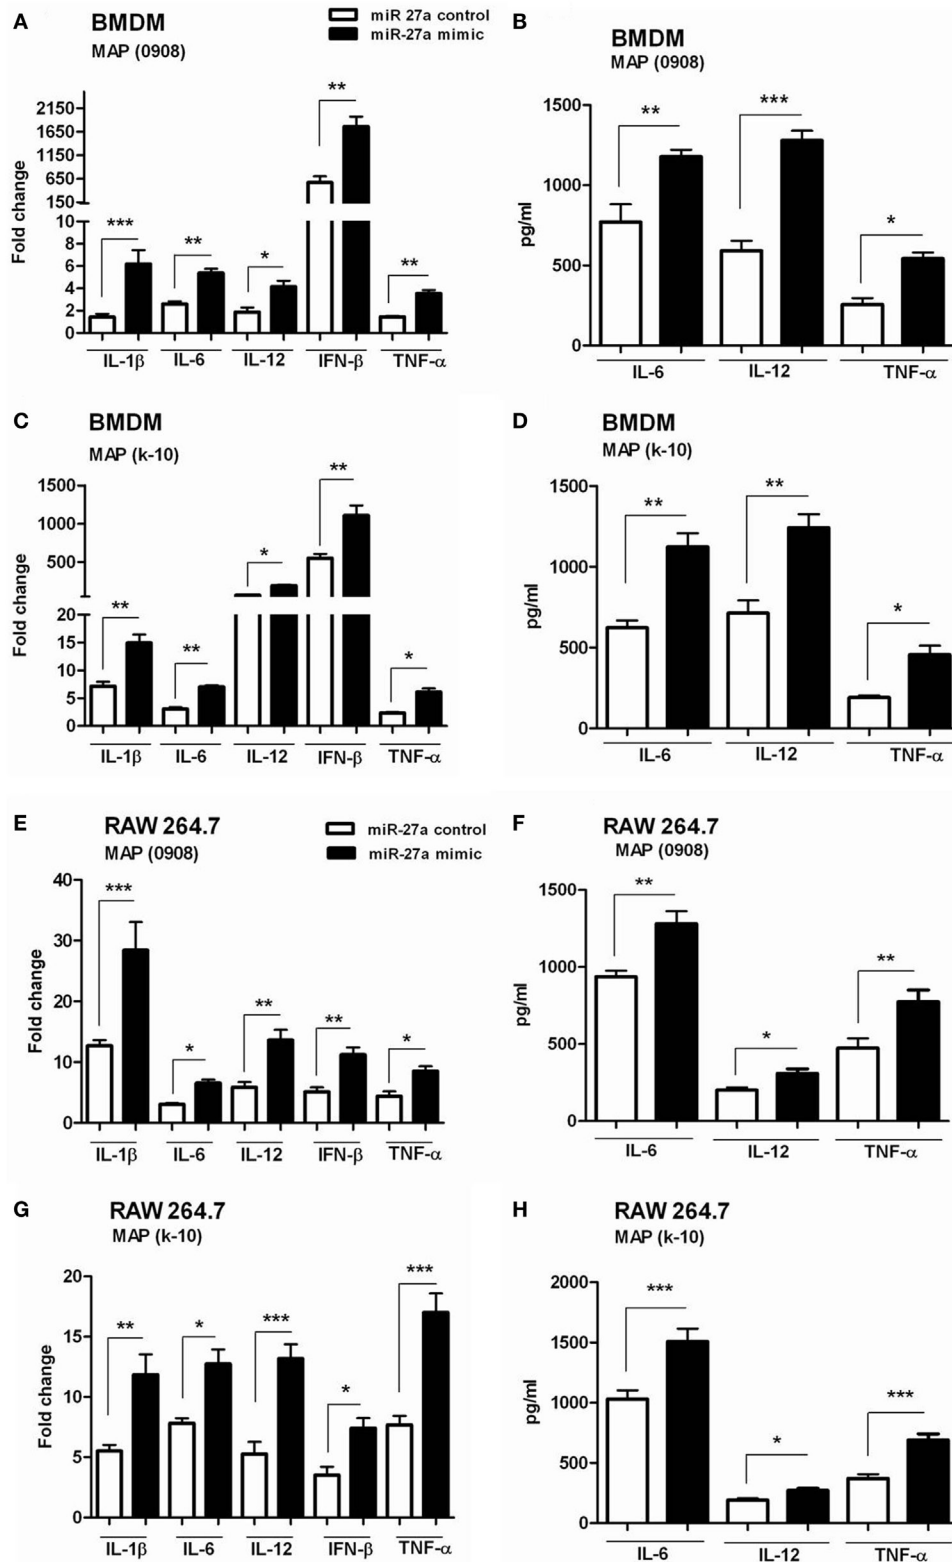 A
BMDM
MAP (0908)
miR 27a control
miR-27a mimic
Fold change
2150
1650
1150
650
150
10
8
6
4
2
0
***
**
*
**
**
IL-1β IL-6 IL-12 IFN-β TNF-α
B
BMDM
MAP (0908)
pg/ml
1500
1000
500
0
**
***
*
IL-6 IL-12 TNF-α
C
BMDM
MAP (k-10)
Fold change
1500
1000
500
20
15
10
5
0
**
**
*
**
*
IL-1β IL-6 IL-12 IFN-β TNF-α
D
BMDM
MAP (k-10)
pg/ml
1500
1000
500
0
**
**
*
IL-6 IL-12 TNF-α
E
RAW 264.7
MAP (0908)
miR-27a control
miR-27a mimic
Fold change
40
30
20
10
0
***
*
**
**
*
IL-1β IL-6 IL-12 IFN-β TNF-α
F
RAW 264.7
MAP (0908)
pg/ml
1500
1000
500
0
**
*
**
IL-6 IL-12 TNF-α
G
RAW 264.7
MAP (k-10)
Fold change
20
15
10
5
0
**
*
***
*
***
IL-1β IL-6 IL-12 IFN-β TNF-α
H
RAW 264.7
MAP (k-10)
pg/ml
2000
1500
1000
500
0
***
*
***
IL-6 IL-12 TNF-α